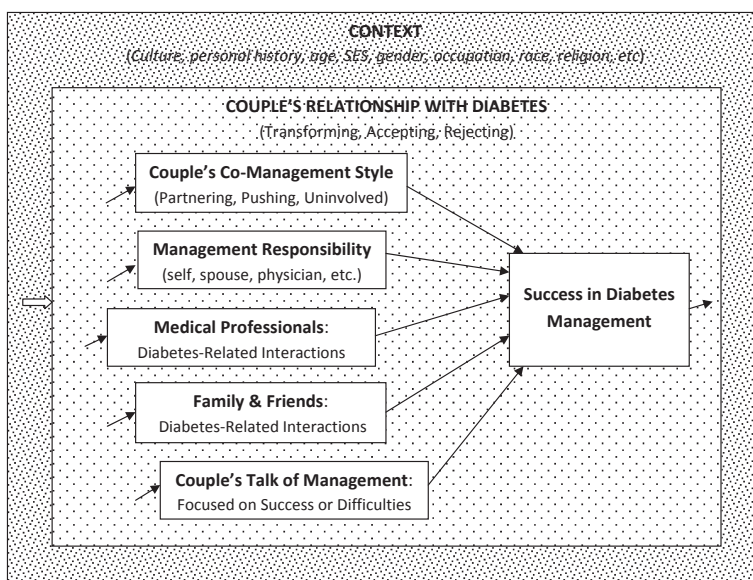 CONTEXT
(Culture, personal history, age, SES, gender, occupation, race, religion, etc)
COUPLE'S RELATIONSHIP WITH DIABETES
(Transforming, Accepting, Rejecting)
Couple's Co-Management Style
(Partnering, Pushing, Uninvolved)
Management Responsibility
(self, spouse, physician, etc.)
Medical Professionals:
Diabetes-Related Interactions
Family & Friends:
Diabetes-Related Interactions
Couple's Talk of Management:
Focused on Success or Difficulties
Success in Diabetes
Management